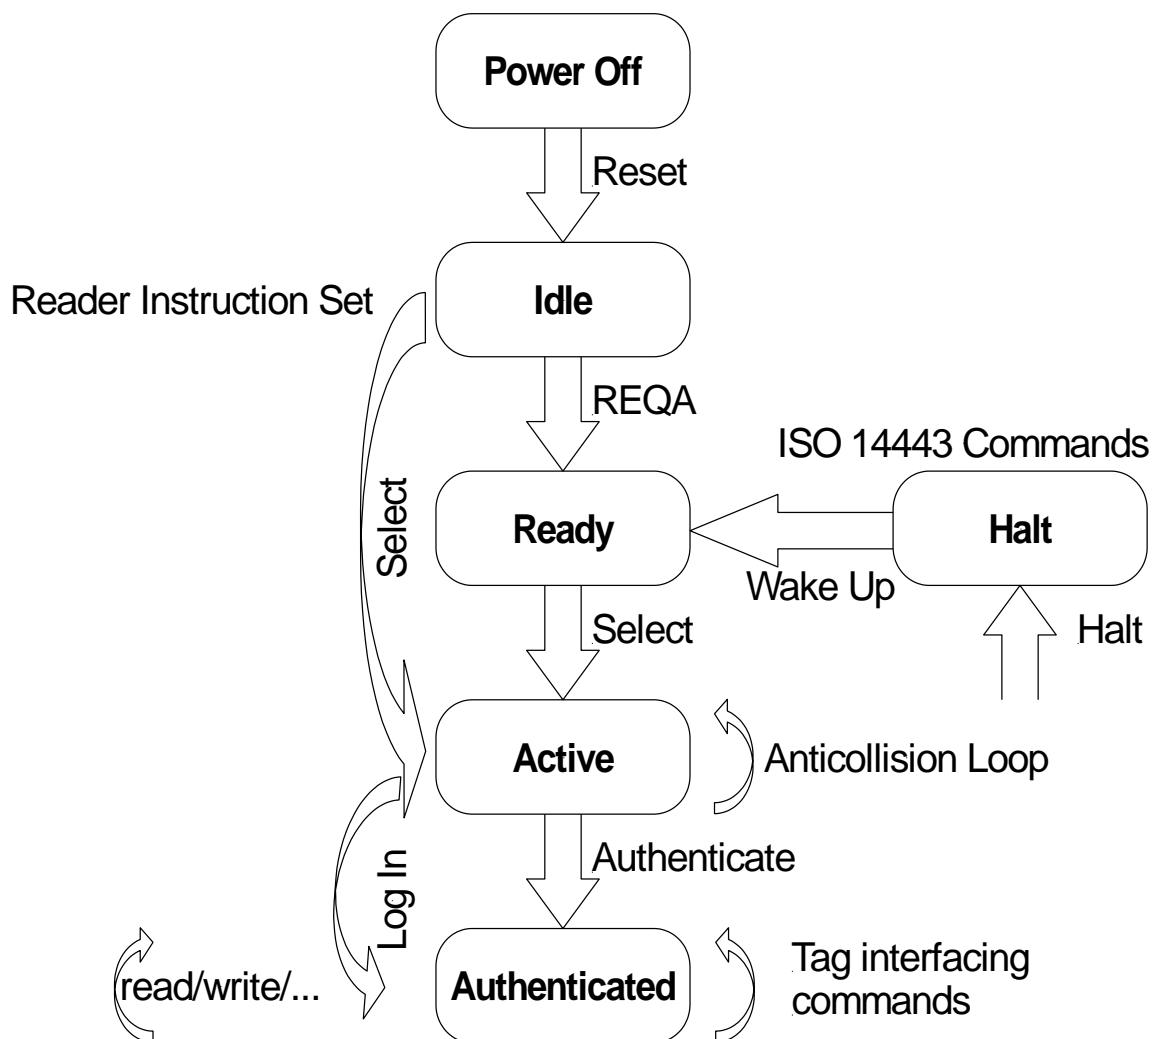 Power Off
Reset
Reader Instruction Set
Idle
REQA
ISO 14443 Commands
Select
Ready
Halt
Wake Up
Select
Halt
Active
Anticollision Loop
Authenticate
Log In
read/write/...
Authenticated
Tag interfacing
commands